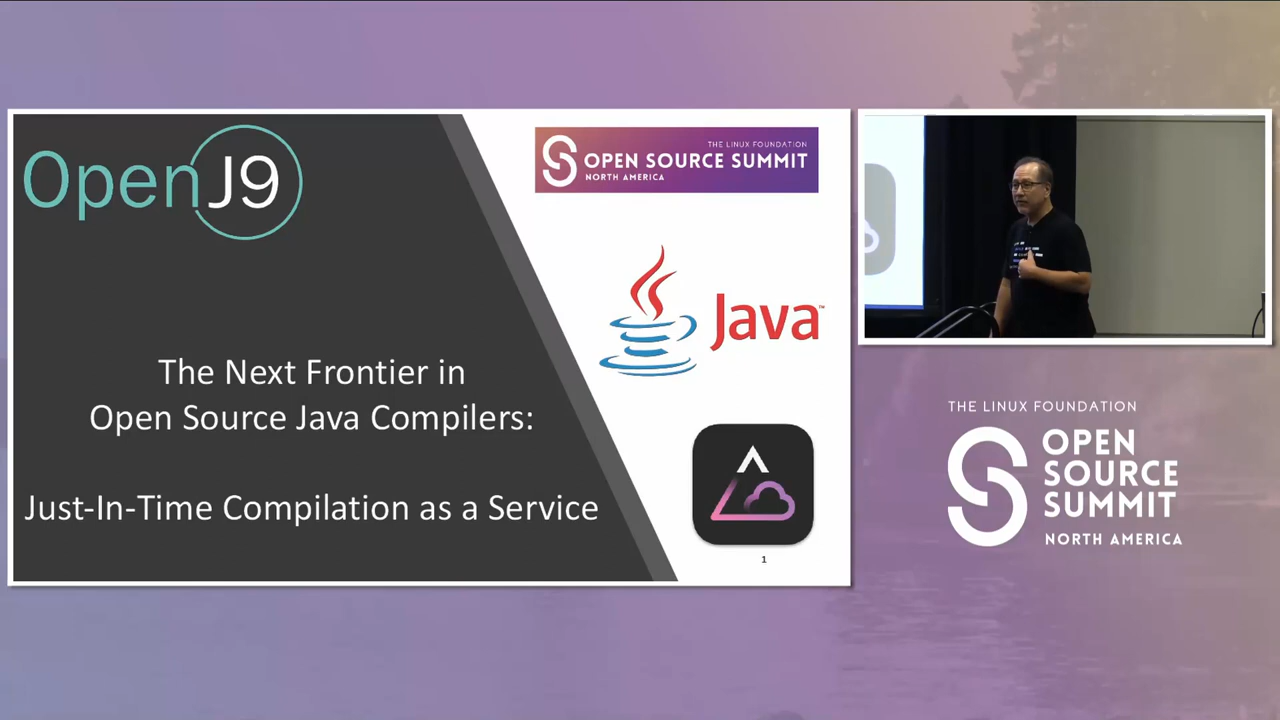 OpenJ9
THE LINUX FOUNDATION
OPEN SOURCE SUMMIT
NORTH AMERICA
Java™
The Next Frontier in
Open Source Java Compilers:
Just-In-Time Compilation as a Service
1
THE LINUX FOUNDATION
OPEN
SOURCE
SUMMIT
NORTH AMERICA